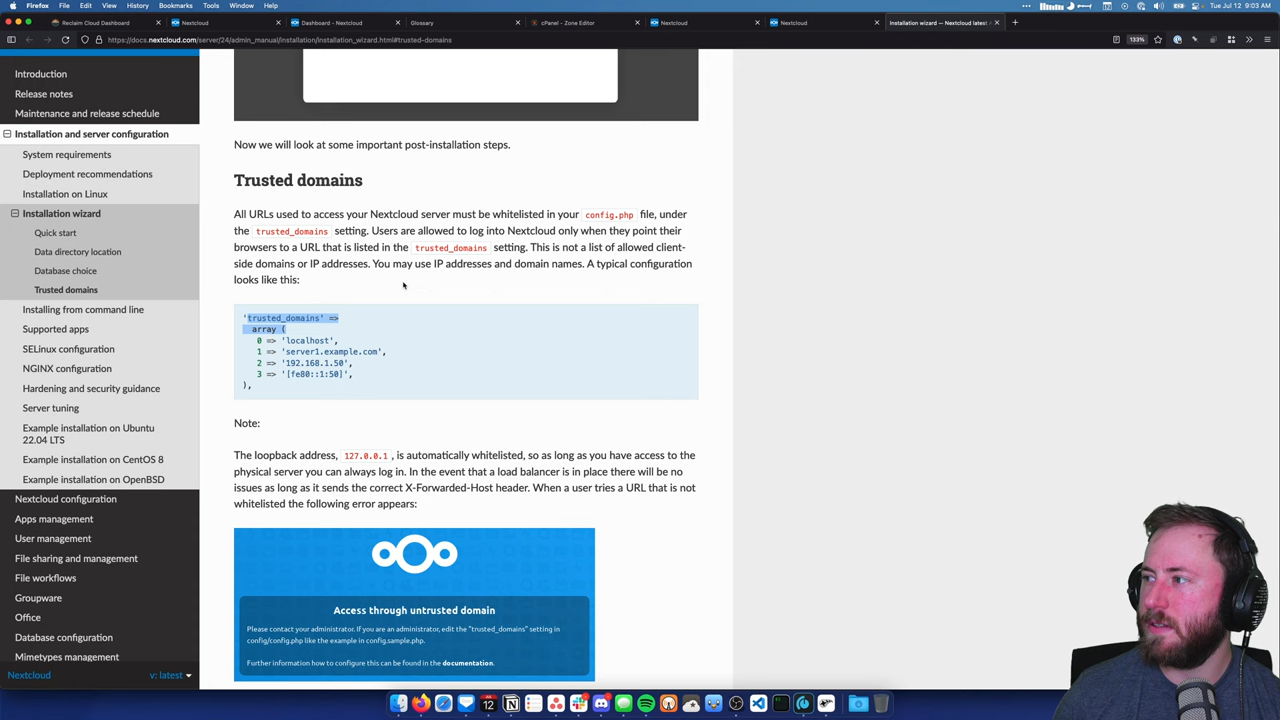 Firefox File Edit View History Bookmarks Tools Window Help
Tue Jul 12 9:03 AM
Reclaim Cloud Dashboard
Nextcloud
Dashboard - Nextcloud
Glossary
cPanel - Zone Editor
Nextcloud
Nextcloud
Installation wizard — Nextcloud latest
https://docs.nextcloud.com/server/24/admin_manual/installation/installation_wizard.html#trusted-domains
133%
Introduction
Release notes
Maintenance and release schedule
Installation and server configuration
System requirements
Deployment recommendations
Installation on Linux
Installation wizard
Quick start
Data directory location
Database choice
Trusted domains
Installing from command line
Supported apps
SELinux configuration
NGINX configuration
Hardening and security guidance
Server tuning
Example installation on Ubuntu
22.04 LTS
Example installation on CentOS 8
Example installation on OpenBSD
Nextcloud configuration
Apps management
User management
File sharing and management
File workflows
Groupware
Office
Database configuration
Mimetypes management
Nextcloud
v: latest
Now we will look at some important post-installation steps.
Trusted domains
All URLs used to access your Nextcloud server must be whitelisted in your config.php file, under
the trusted_domains setting. Users are allowed to log into Nextcloud only when they point their
browsers to a URL that is listed in the trusted_domains setting. This is not a list of allowed client-
side domains or IP addresses. You may use IP addresses and domain names. A typical configuration
looks like this:
'trusted_domains' =>
array (
0 => 'localhost',
1 => 'server1.example.com',
2 => '192.168.1.50',
3 => '[fe80::1:50]',
),
Note:
The loopback address, 127.0.0.1 , is automatically whitelisted, so as long as you have access to the
physical server you can always log in. In the event that a load balancer is in place there will be no
issues as long as it sends the correct X-Forwarded-Host header. When a user tries a URL that is not
whitelisted the following error appears:
Access through untrusted domain
Please contact your administrator. If you are an administrator, edit the "trusted_domains" setting in
config/config.php like the example in config.sample.php.
Further information how to configure this can be found in the documentation.
12